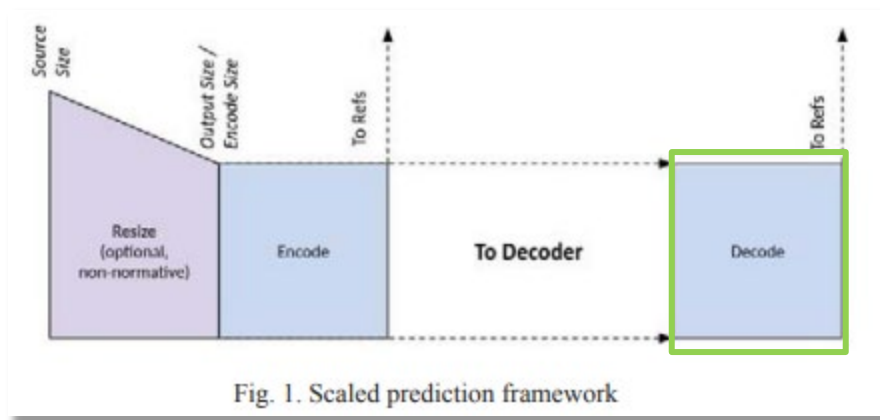 Source
Size
Output Size /
Encode Size
To Refs
To Refs
Resize
(optional,
non-normative)
Encode
To Decoder
Decode
Fig. 1. Scaled prediction framework